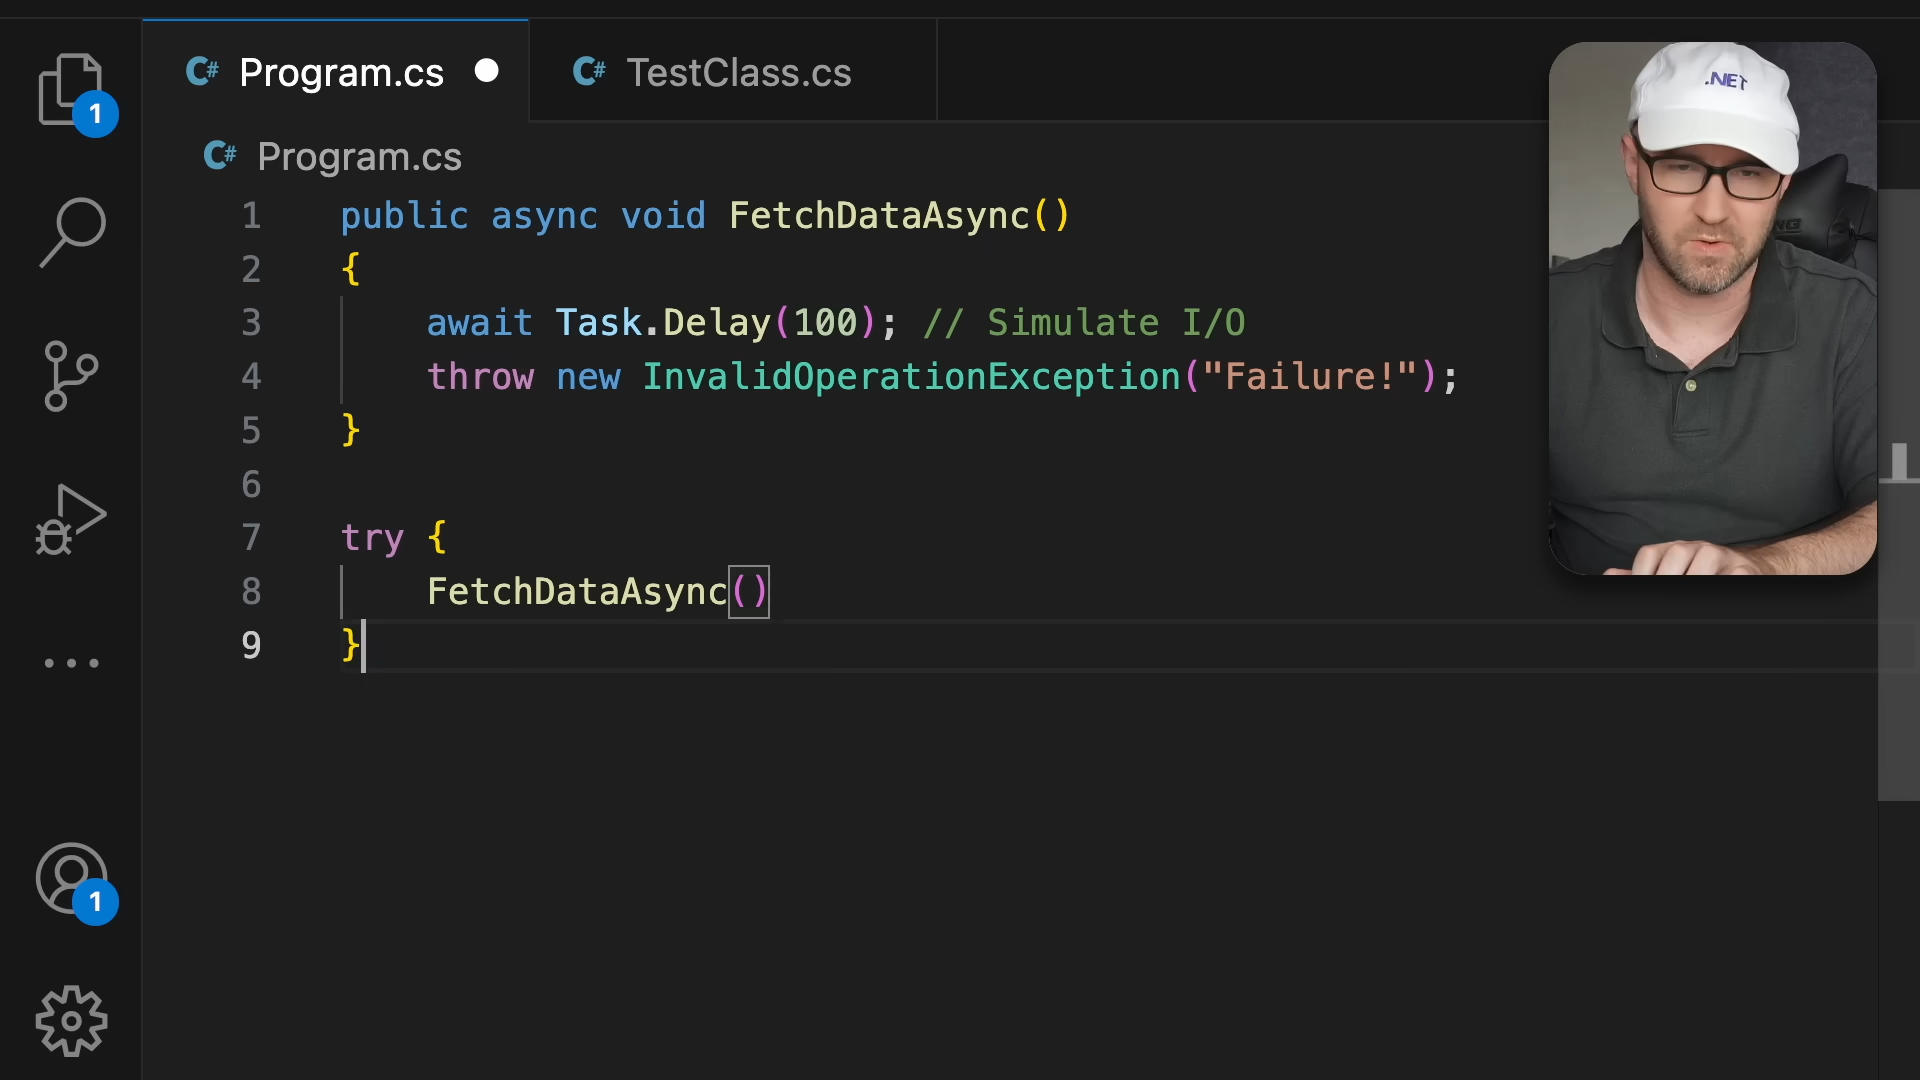 Program.cs
TestClass.cs
Program.cs
1 public async void FetchDataAsync()
2 {
3 await Task.Delay(100); // Simulate I/O
4 throw new InvalidOperationException("Failure!");
5 }
6
7 try {
8 FetchDataAsync()
9 }
1
1
.NET
NG